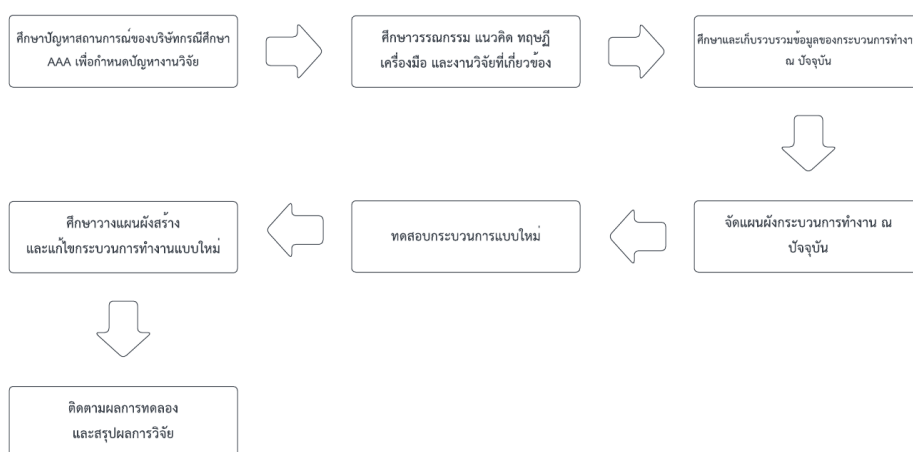 ศึกษาปัญหาสถานการณ์ของบริษัทกรณีศึกษา
AAA เพื่อกำหนดปัญหางานวิจัย
ศึกษาวรรณกรรม แนวคิด ทฤษฎี
เครื่องมือ และงานวิจัยที่เกี่ยวข้อง
ศึกษาและเก็บรวบรวมข้อมูลของกระบวนการทำงา
ณ ปัจจุบัน
จัดแผนผังกระบวนการทำงาน ณ
ปัจจุบัน
ทดสอบกระบวนการแบบใหม่
ศึกษาวางแผนผังสร้าง
และแก้ไขกระบวนการทำงานแบบใหม่
ติดตามผลการทดลอง
และสรุปผลการวิจัย